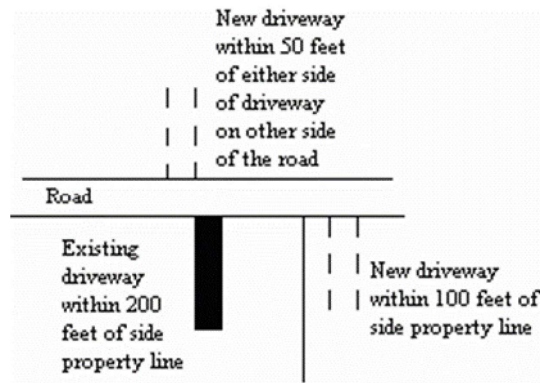 New driveway
within 50 feet
of either side
of driveway
on other side
of the road
Road
Existing
driveway
within 200
feet of side
property line
New driveway
within 100 feet of
side property line